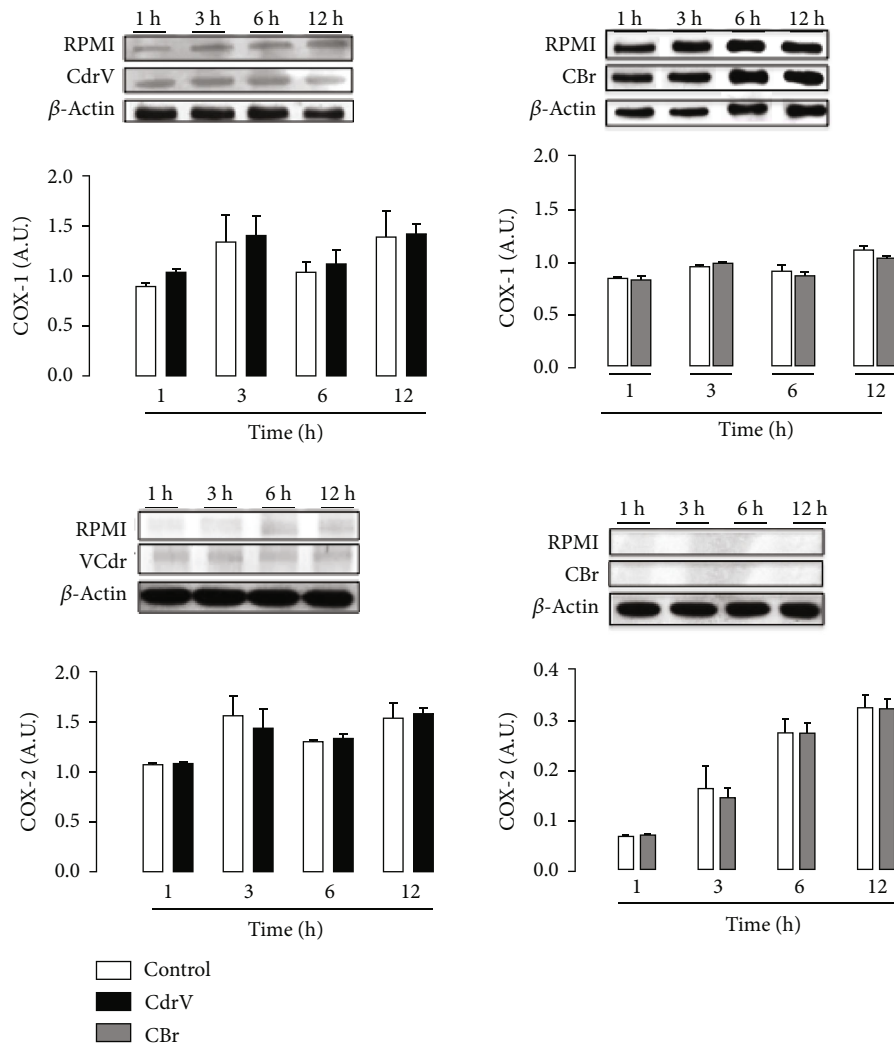 1 h 3 h 6 h 12 h
RPMI
CdrV
β-Actin
2.0
1.5
1.0
0.5
0.0
COX-1 (A.U.)
1 3 6 12
Time (h)
1 h 3 h 6 h 12 h
RPMI
CBr
β-Actin
2.0
1.5
1.0
0.5
0.0
COX-1 (A.U.)
1 3 6 12
Time (h)
1 h 3 h 6 h 12 h
RPMI
VCdr
β-Actin
2.0
1.5
1.0
0.5
0.0
COX-2 (A.U.)
1 3 6 12
Time (h)
1 h 3 h 6 h 12 h
RPMI
CBr
β-Actin
0.4
0.3
0.2
0.1
0.0
COX-2 (A.U.)
1 3 6 12
Time (h)
Control
CdrV
CBr